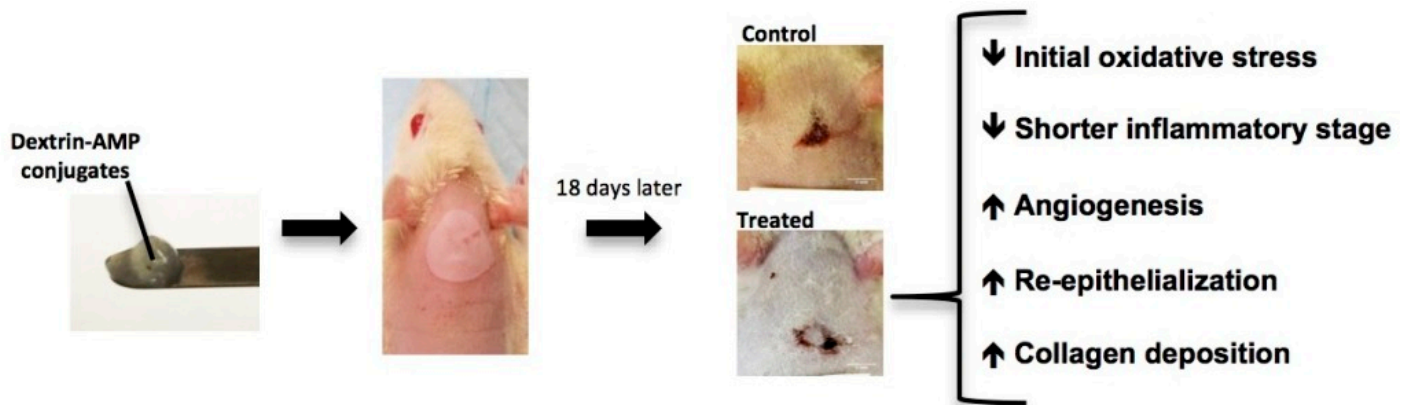 Dextrin-AMP
conjugates
18 days later
Control
Treated
Initial oxidative stress
Shorter inflammatory stage
Angiogenesis
Re-epithelialization
Collagen deposition